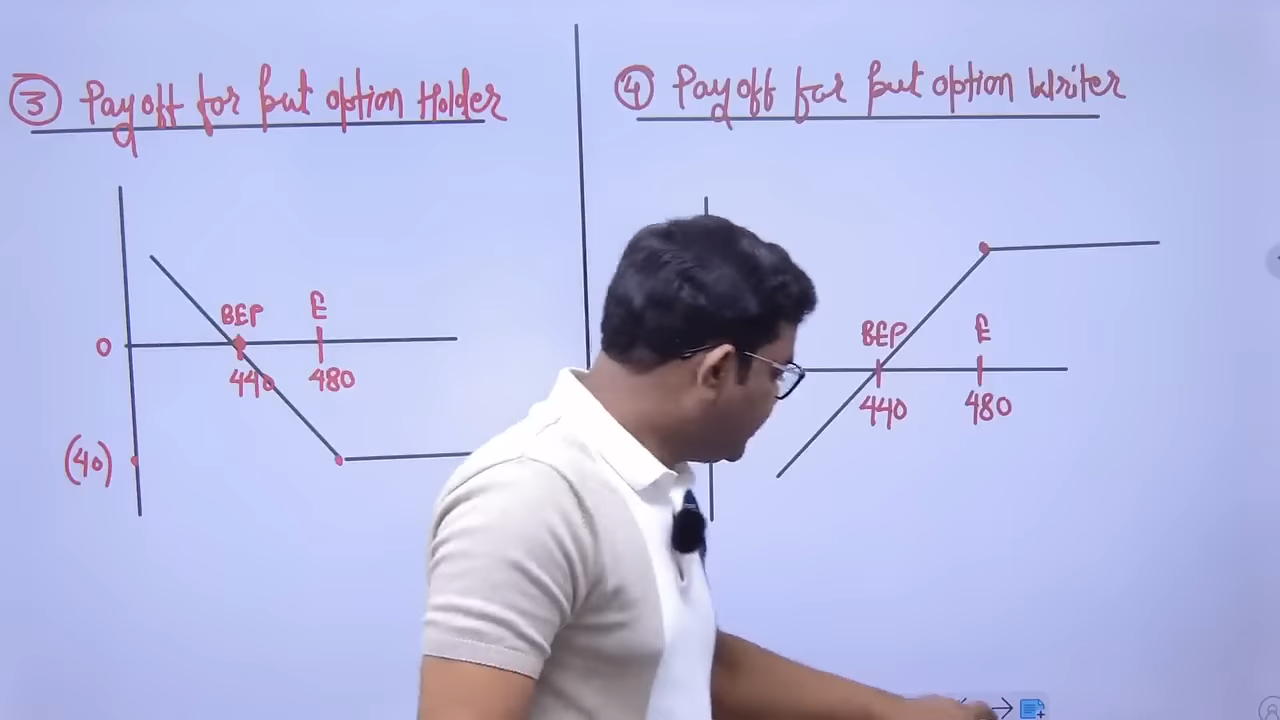 ③ Payoff for Put option Holder
BEP
E
0
440
480
(40)
④ Payoff for Put option Writer
BEP
E
440
480